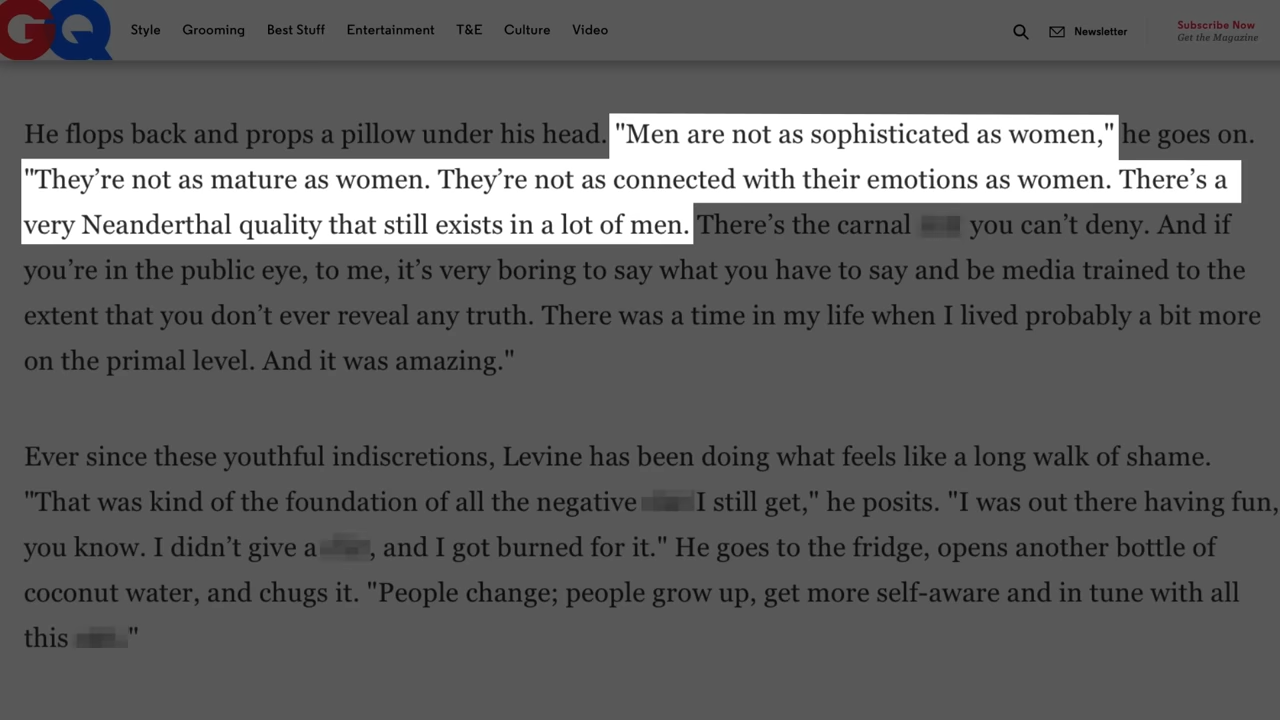 GQ Style Grooming Best Stuff Entertainment T&E Culture Video Newsletter Subscribe Now
Get the Magazine
He flops back and props a pillow under his head. "Men are not as sophisticated as women," he goes on.
"They’re not as mature as women. They’re not as connected with their emotions as women. There’s a
very Neanderthal quality that still exists in a lot of men. There’s the carnal you can’t deny. And if
you’re in the public eye, to me, it’s very boring to say what you have to say and be media trained to the
extent that you don’t ever reveal any truth. There was a time in my life when I lived probably a bit more
on the primal level. And it was amazing."
Ever since these youthful indiscretions, Levine has been doing what feels like a long walk of shame.
"That was kind of the foundation of all the negative I still get," he posits. "I was out there having fun,
you know. I didn’t give a , and I got burned for it." He goes to the fridge, opens another bottle of
coconut water, and chugs it. "People change; people grow up, get more self-aware and in tune with all
this ."